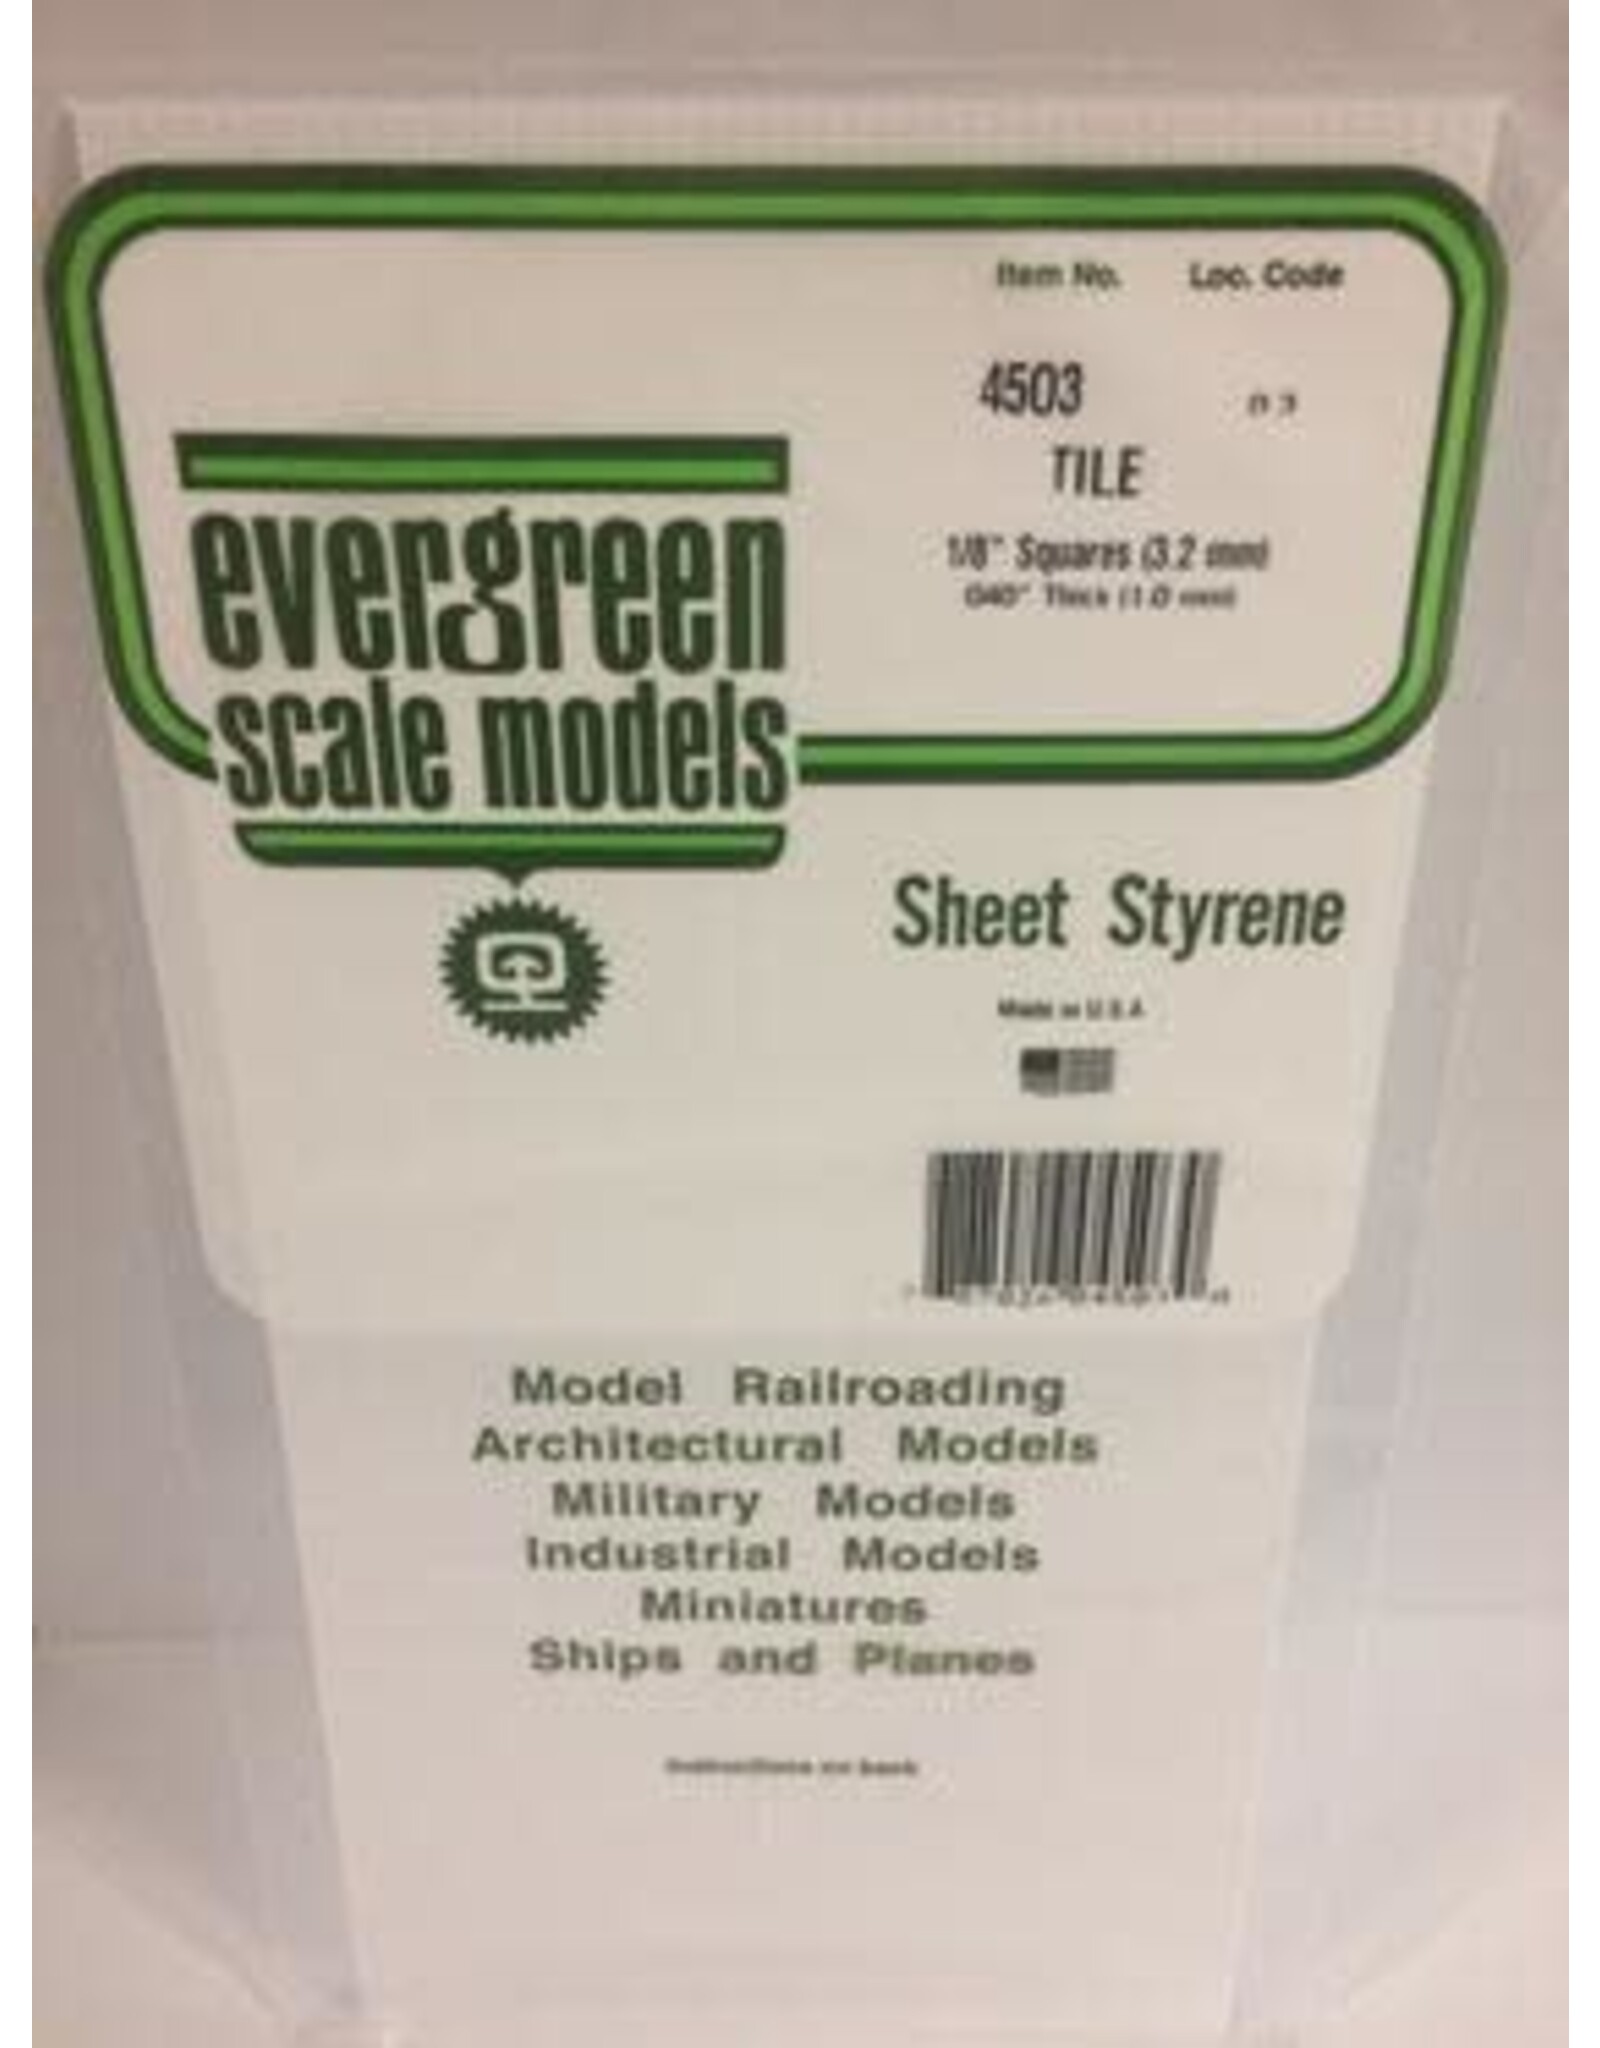 Item No. Loc. Code
4503
TILE
1/8" Squares (3.2 mm)
.040" Thick (1.0 mm)
evergreen
scale models
Sheet Styrene
Made in U.S.A
Model Railroading
Architectural Models
Military Models
Industrial Models
Miniatures
Ships and Planes
Instructions on back